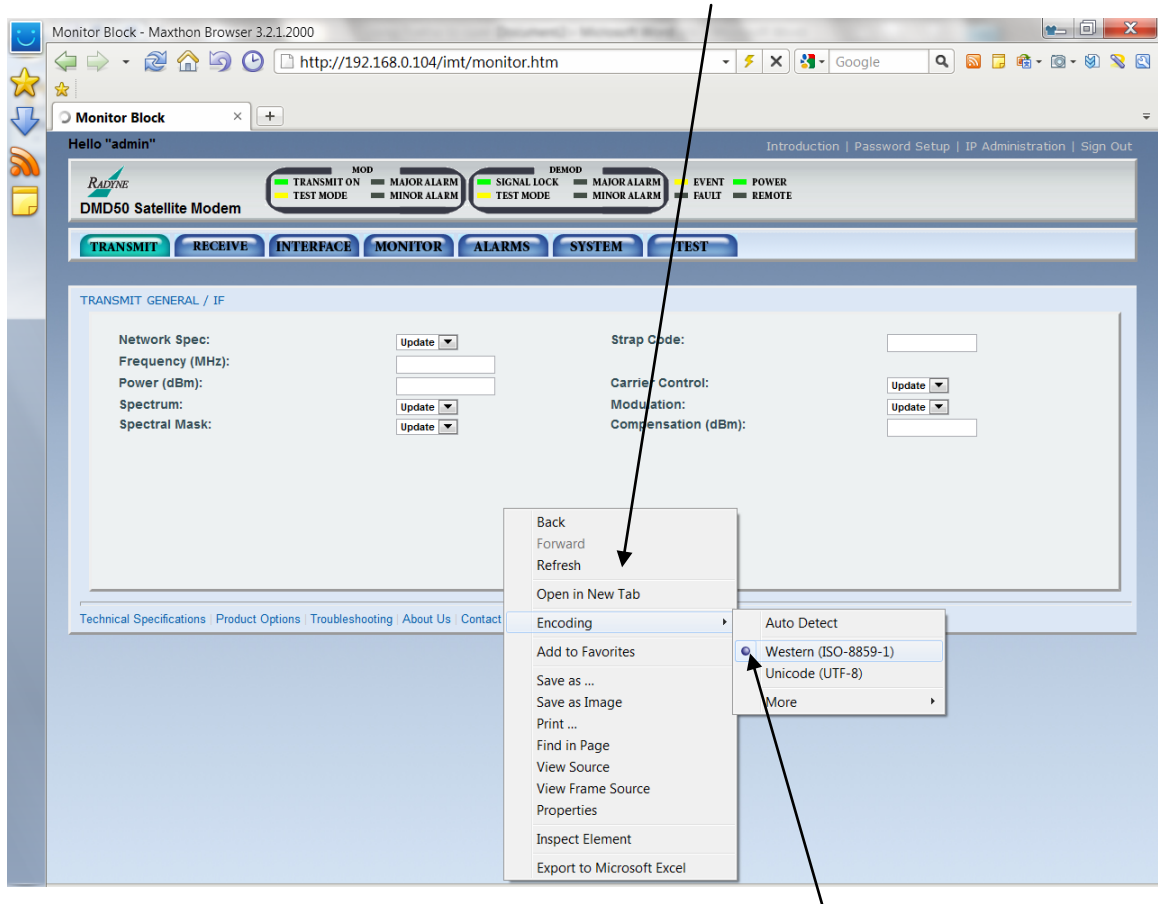 Monitor Block - Maxthon Browser 3.2.1.2000
http://192.168.0.104/imt/monitor.htm
Google
Monitor Block
Hello "admin"
Introduction | Password Setup | IP Administration | Sign Out
RADYNE
DMD50 Satellite Modem
MOD
TRANSMIT ON MAJOR ALARM
TEST MODE MINOR ALARM
DEMOD
SIGNAL LOCK MAJOR ALARM
TEST MODE MINOR ALARM
EVENT POWER
FAULT REMOTE
TRANSMIT RECEIVE INTERFACE MONITOR ALARMS SYSTEM TEST
TRANSMIT GENERAL / IF
Network Spec: Update Strap Code:
Frequency (MHz):
Power (dBm): Carrier Control: Update
Spectrum: Update Modulation: Update
Spectral Mask: Update Compensation (dBm):
Technical Specifications | Product Options | Troubleshooting | About Us | Contact
Back
Forward
Refresh
Open in New Tab
Encoding
Add to Favorites
Save as ...
Save as Image
Print ...
Find in Page
View Source
View Frame Source
Properties
Inspect Element
Export to Microsoft Excel
Auto Detect
Western (ISO-8859-1)
Unicode (UTF-8)
More